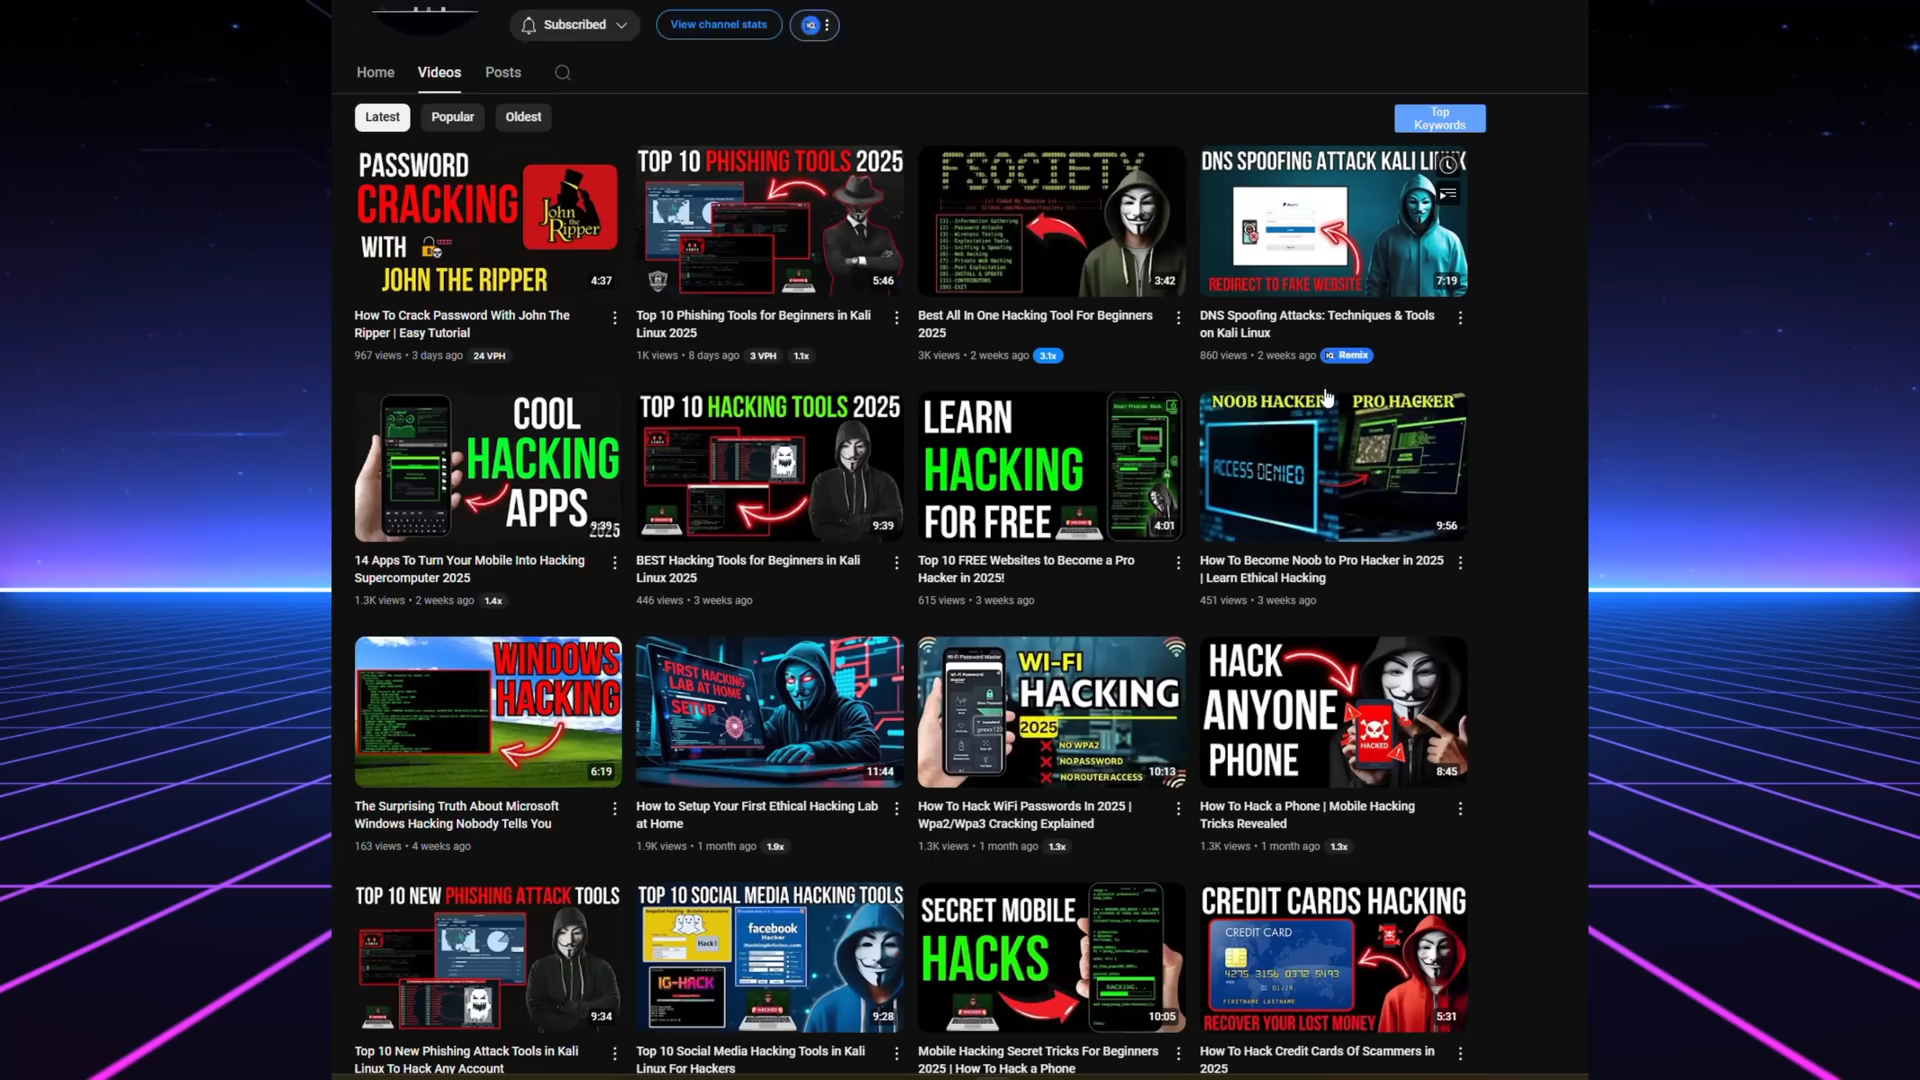 Subscribed
View channel stats
Home
Videos
Posts
Latest
Popular
Oldest
Top
Keywords
PASSWORD
CRACKING
WITH
JOHN THE RIPPER
John
the
Ripper
4:37
How To Crack Password With John The
Ripper | Easy Tutorial
967 views • 3 days ago
24 VPH
TOP 10 PHISHING TOOLS 2025
5:46
Top 10 Phishing Tools for Beginners in Kali
Linux 2025
1K views • 8 days ago
3 VPH
1.1x
FSOCIETY
3:42
Best All In One Hacking Tool For Beginners
2025
3K views • 2 weeks ago
3.1x
DNS SPOOFING ATTACK KALI LINUX
REDIRECT TO FAKE WEBSITE
7:19
DNS Spoofing Attacks: Techniques & Tools
on Kali Linux
860 views • 2 weeks ago
Remix
COOL
HACKING
APPS
2025
9:39
14 Apps To Turn Your Mobile Into Hacking
Supercomputer 2025
1.3K views • 2 weeks ago
1.4x
TOP 10 HACKING TOOLS 2025
9:39
BEST Hacking Tools for Beginners in Kali
Linux 2025
446 views • 3 weeks ago
LEARN
HACKING
FOR FREE
4:01
Top 10 FREE Websites to Become a Pro
Hacker in 2025!
615 views • 3 weeks ago
NOOB HACKER
PRO HACKER
ACCESS DENIED
9:56
How To Become Noob to Pro Hacker in 2025
| Learn Ethical Hacking
451 views • 3 weeks ago
WINDOWS
HACKING
6:19
The Surprising Truth About Microsoft
Windows Hacking Nobody Tells You
163 views • 4 weeks ago
FIRST HACKING
LAB AT HOME
SETUP
11:44
How to Setup Your First Ethical Hacking Lab
at Home
1.9K views • 1 month ago
1.9x
WI-FI
HACKING
2025
NO WPA2
NO PASSWORD
NO ROUTER ACCESS
10:13
How To Hack WiFi Passwords In 2025 |
Wpa2/Wpa3 Cracking Explained
1.3K views • 1 month ago
1.3x
HACK
ANYONE
PHONE
HACKED
8:45
How To Hack a Phone | Mobile Hacking
Tricks Revealed
1.3K views • 1 month ago
1.3x
TOP 10 NEW PHISHING ATTACK TOOLS
9:34
Top 10 New Phishing Attack Tools in Kali
Linux To Hack Any Account
TOP 10 SOCIAL MEDIA HACKING TOOLS
Hack!
facebook
Hacker
IG-HACK
9:28
Top 10 Social Media Hacking Tools in Kali
Linux For Hackers
SECRET MOBILE
HACKS
HACKING...
10:05
Mobile Hacking Secret Tricks For Beginners
2025 | How To Hack a Phone
CREDIT CARDS HACKING
CREDIT CARD
4275 3156 0372 5493
FIRSTNAME LASTNAME
RECOVER YOUR LOST MONEY
5:31
How To Hack Credit Cards Of Scammers in
2025